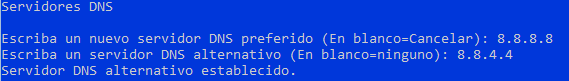 Servidores DNS
Escriba un nuevo servidor DNS preferido (En blanco=Cancelar): 8.8.8.8
Escriba un servidor DNS alternativo (En blanco=ninguno): 8.8.4.4
Servidor DNS alternativo establecido.